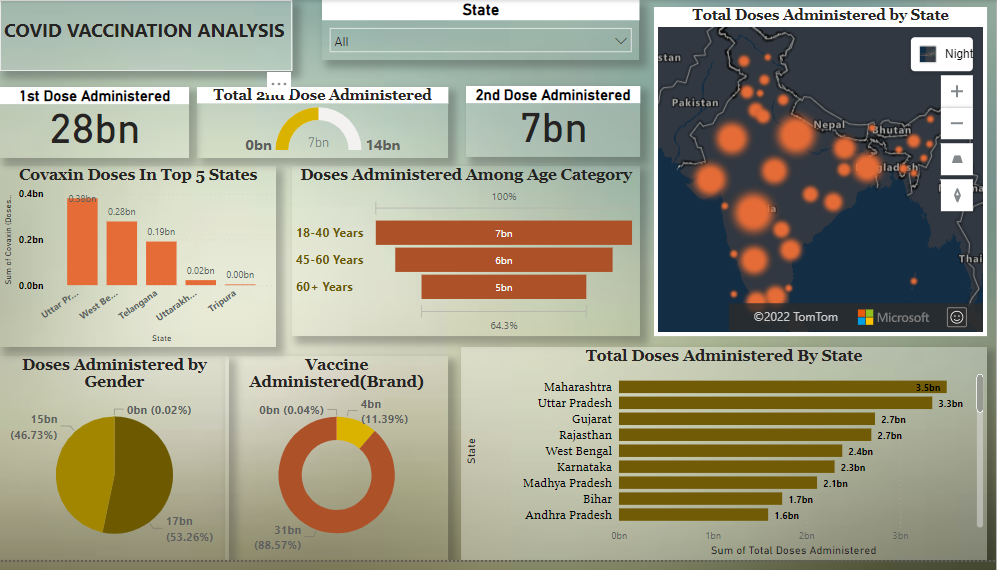 COVID VACCINATION ANALYSIS
State
All
1st Dose Administered
28bn
Total 2nd Dose Administered
0bn
7bn
14bn
2nd Dose Administered
7bn
Total Doses Administered by State
Night
Pakistan
Nepal
Bhutan
Thai
©2022 TomTom
Microsoft
Covaxin Doses In Top 5 States
Sum of Covaxin (Doses...
0.4bn
0.2bn
0.0bn
0.38bn
0.28bn
0.19bn
0.02bn
0.00bn
Uttar Pr...
West Be...
Telangana
Uttarakh...
Tripura
State
Doses Administered Among Age Category
100%
18-40 Years
7bn
45-60 Years
6bn
60+ Years
5bn
64.3%
Doses Administered by
Gender
0bn (0.02%)
15bn
(46.73%)
17bn
(53.26%)
Vaccine
Administered(Brand)
0bn (0.04%)
4bn
(11.39%)
31bn
(88.57%)
Total Doses Administered By State
State
Maharashtra
3.5bn
Uttar Pradesh
3.3bn
Gujarat
2.7bn
Rajasthan
2.7bn
West Bengal
2.4bn
Karnataka
2.3bn
Madhya Pradesh
2.1bn
Bihar
1.7bn
Andhra Pradesh
1.6bn
0bn
1bn
2bn
3bn
Sum of Total Doses Administered